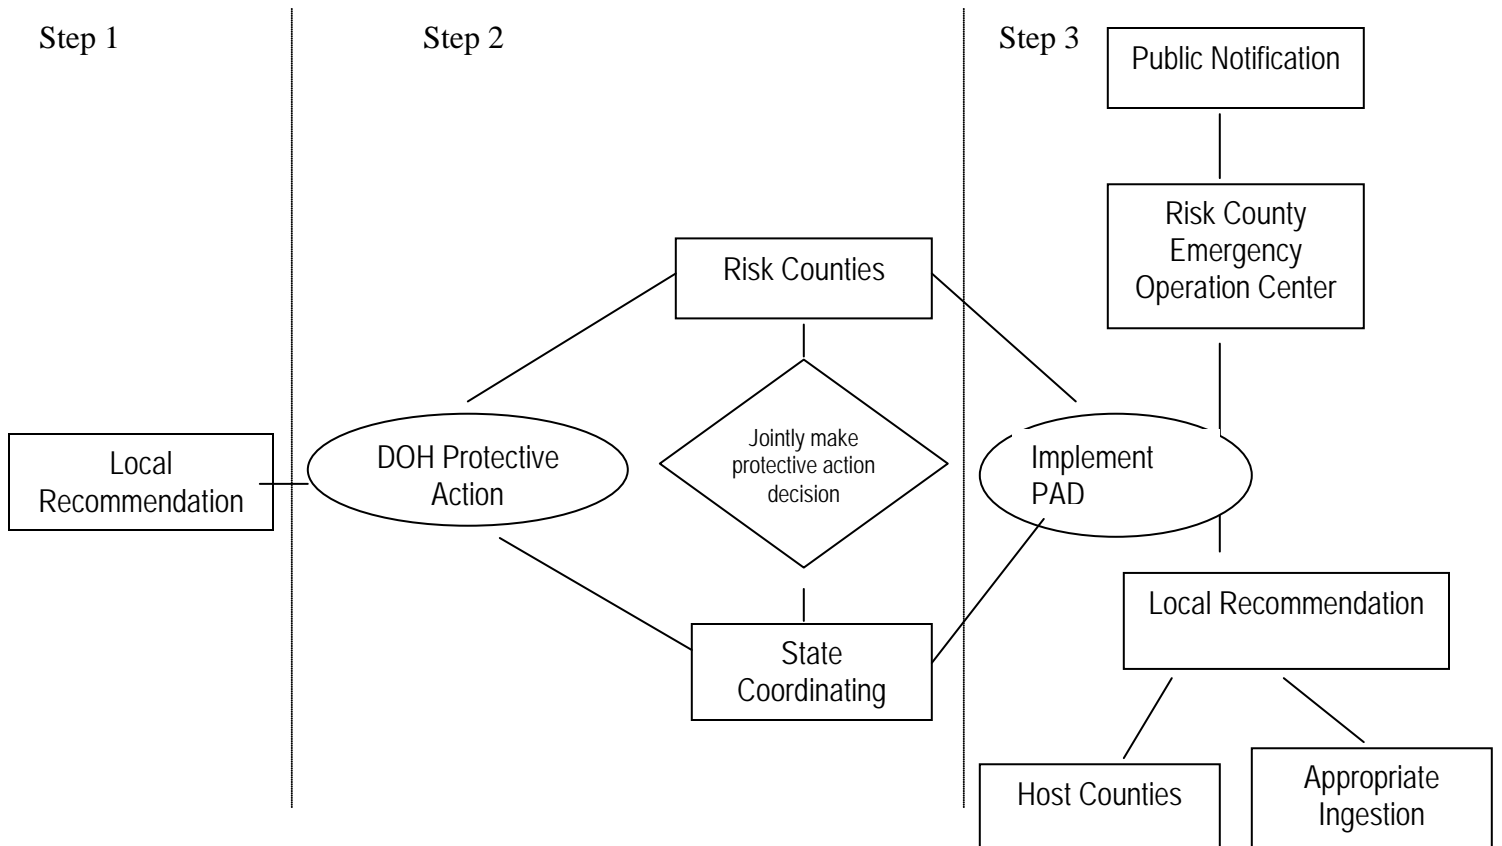 Step 1
Step 2
Step 3
Public Notification
Risk County
Emergency
Operation Center
Risk Counties
Local
Recommendation
DOH Protective
Action
Jointly make
protective action
decision
Implement
PAD
State
Coordinating
Local Recommendation
Host Counties
Appropriate
Ingestion